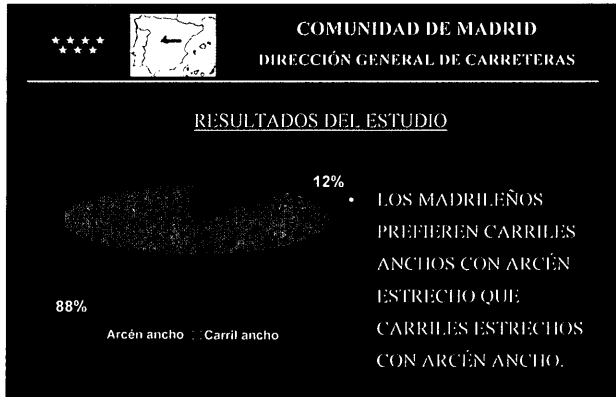 COMUNIDAD DE MADRID
DIRECCIÓN GENERAL DE CARRETERAS
RESULTADOS DEL ESTUDIO
12%
88%
Arcén ancho Carril ancho
• LOS MADRILEÑOS
PREFIEREN CARRILES
ANCHOS CON ARCÉN
ESTRECHO QUE
CARRILES ESTRECHOS
CON ARCÉN ANCHO.